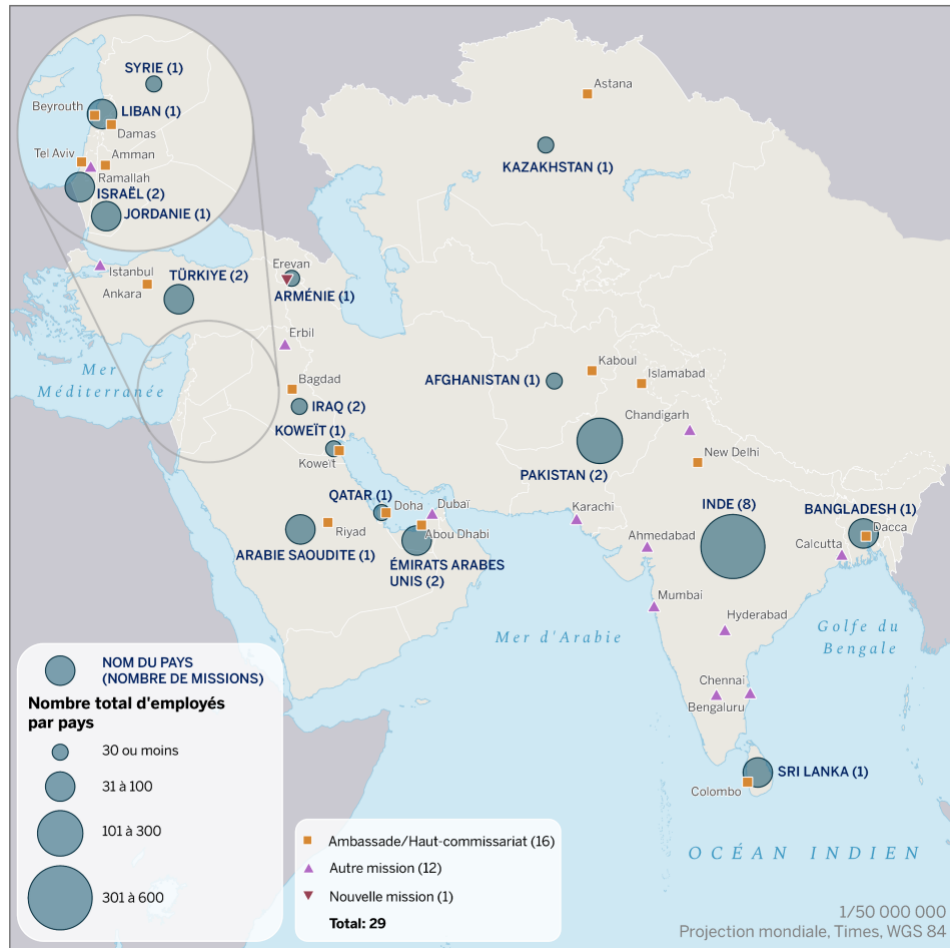 SYRIE (1)
Beyrouth
LIBAN (1)
Damas
Tel Aviv
Amman
Ramallah
ISRAËL (2)
JORDANIE (1)
Astana
KAZAKHSTAN (1)
Istanbul
TÜRKIYE (2)
Ankara
Erevan
ARMÉNIE (1)
Mer
Méditerranée
Erbil
Bagdad
IRAQ (2)
KOWEÏT (1)
Koweït
AFGHANISTAN (1)
Kaboul
Islamabad
Chandigarh
New Delhi
PAKISTAN (2)
QATAR (1)
Doha
Dubaï
Riyad
Abou Dhabi
ARABIE SAOUDITE (1)
ÉMIRATS ARABES
UNIS (2)
Karachi
INDE (8)
BANGLADESH (1)
Dacca
Ahmedabad
Calcutta
Mumbai
Hyderabad
Mer d'Arabie
Golfe du
Bengale
Chennai
Bengaluru
SRI LANKA (1)
Colombo
OCÉAN INDIEN
NOM DU PAYS
(NOMBRE DE MISSIONS)
Nombre total d'employés
par pays
30 ou moins
31 à 100
101 à 300
301 à 600
Ambassade/Haut-commissariat (16)
Autre mission (12)
Nouvelle mission (1)
Total: 29
1/50 000 000
Projection mondiale, Times, WGS 84